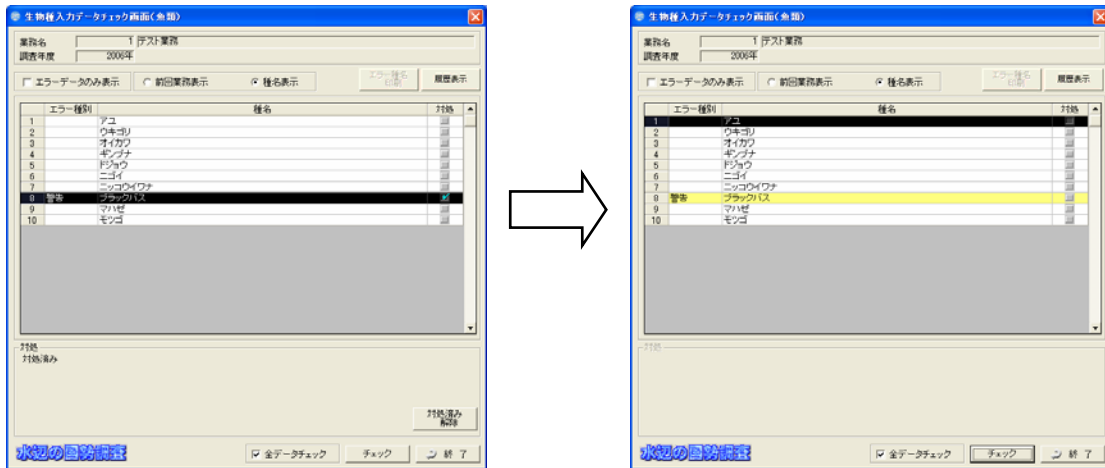 生物種入力データチェック画面(魚類)
業務名 1 テスト業務
調査年度 2006年
エラーデータのみ表示 前回業務表示 種名表示 エラー種名印刷 履歴表示
エラー種別 種名 対処
1 アユ
2 ウキゴリ
3 オイカワ
4 ギンブナ
5 ドジョウ
6 ニゴイ
7 ニッコウイワナ
8 警告 ブラックバス
9 マハゼ
10 モツゴ
対処
対処済み
対処済み
解除
水辺の国勢調査 全データチェック チェック 終 了
生物種入力データチェック画面(魚類)
業務名 1 テスト業務
調査年度 2006年
エラーデータのみ表示 前回業務表示 種名表示 エラー種名印刷 履歴表示
エラー種別 種名 対処
1 アユ
2 ウキゴリ
3 オイカワ
4 ギンブナ
5 ドジョウ
6 ニゴイ
7 ニッコウイワナ
8 警告 ブラックバス
9 マハゼ
10 モツゴ
対処
水辺の国勢調査 全データチェック チェック 終 了